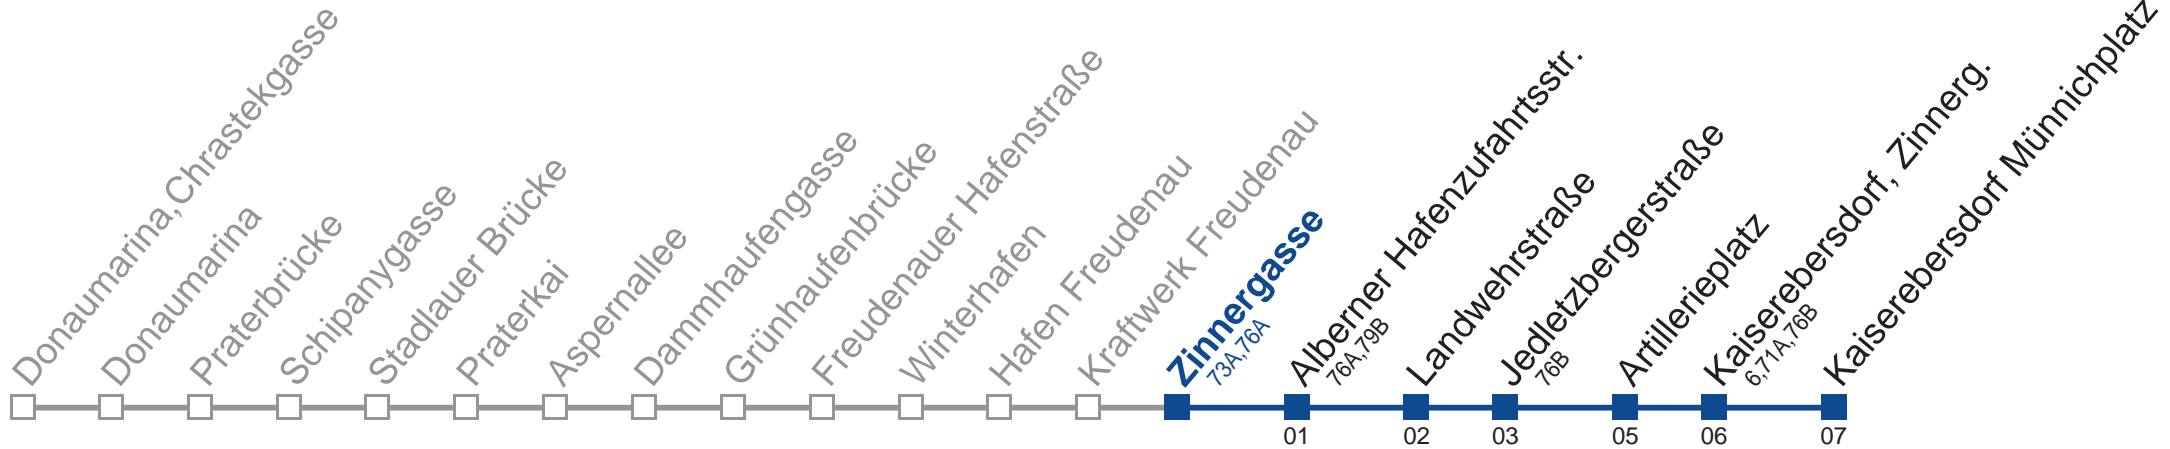 Donaumarina, Chrastekgasse
Donaumarina
Praterbrücke
Schipanygasse
Stadlauer Brücke
Praterkai
Aspernallee
Dammhaufengasse
Grünhaufenbrücke
Freudenauer Hafenstraße
Winterhafen
Hafen Freudenau
Kraftwerk Freudenau
Zinnergasse
73A,76A
Alberner Hafenzufahrtsstr.
76A,79B
Landwehrstraße
Jedletzbergerstraße
76B
Artillerieplatz
Kaiserebersdorf, Zinnerg.
6,71A,76B
Kaiserebersdorf Münnichplatz
01 02 03 05 06 07